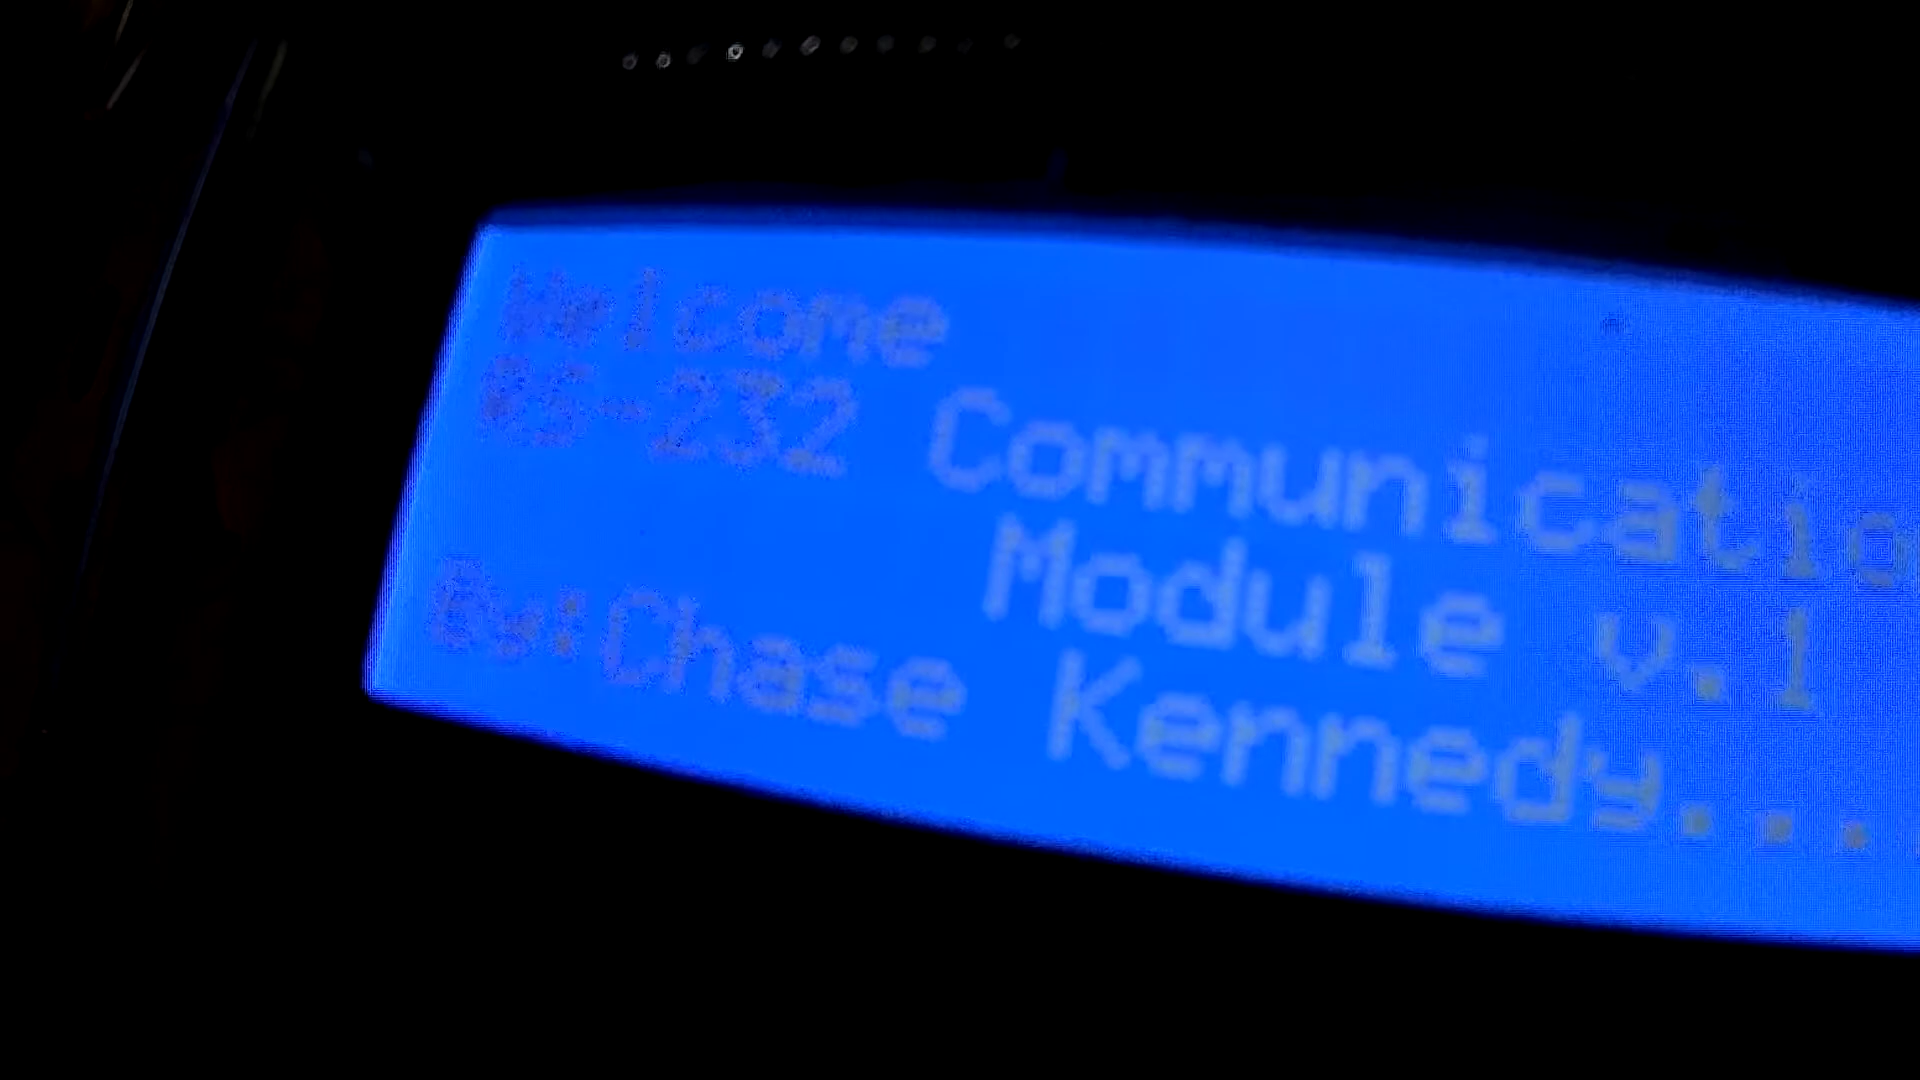 Welcome
RS-232 Communicatio
Module v.1
By:Chase Kennedy...